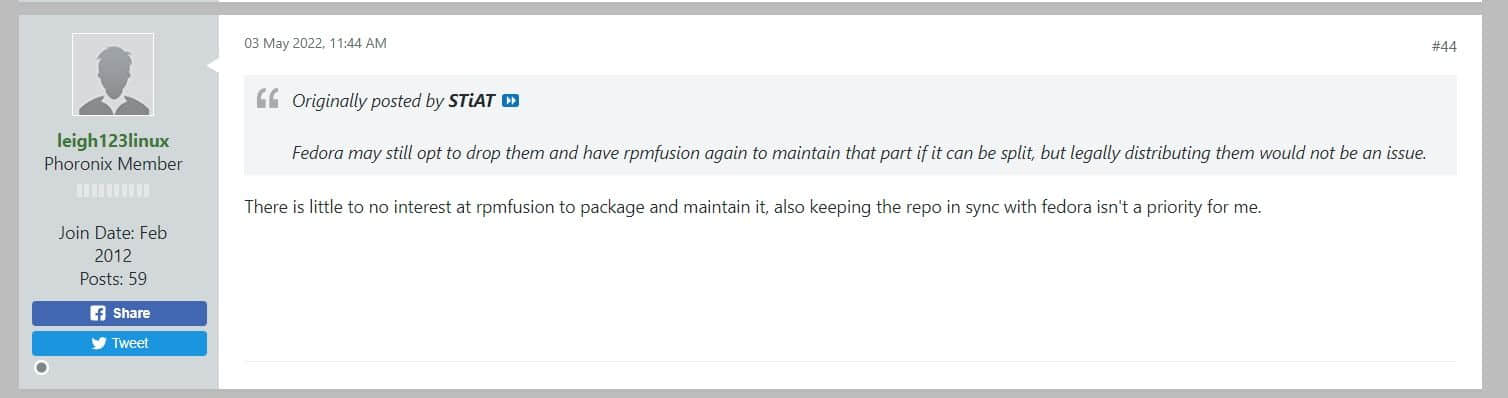 03 May 2022, 11:44 AM
#44
Originally posted by STiAT
Fedora may still opt to drop them and have rpmfusion again to maintain that part if it can be split, but legally distributing them would not be an issue.
There is little to no interest at rpmfusion to package and maintain it, also keeping the repo in sync with fedora isn't a priority for me.
leigh123linux
Phoronix Member
Join Date: Feb
2012
Posts: 59
Share
Tweet